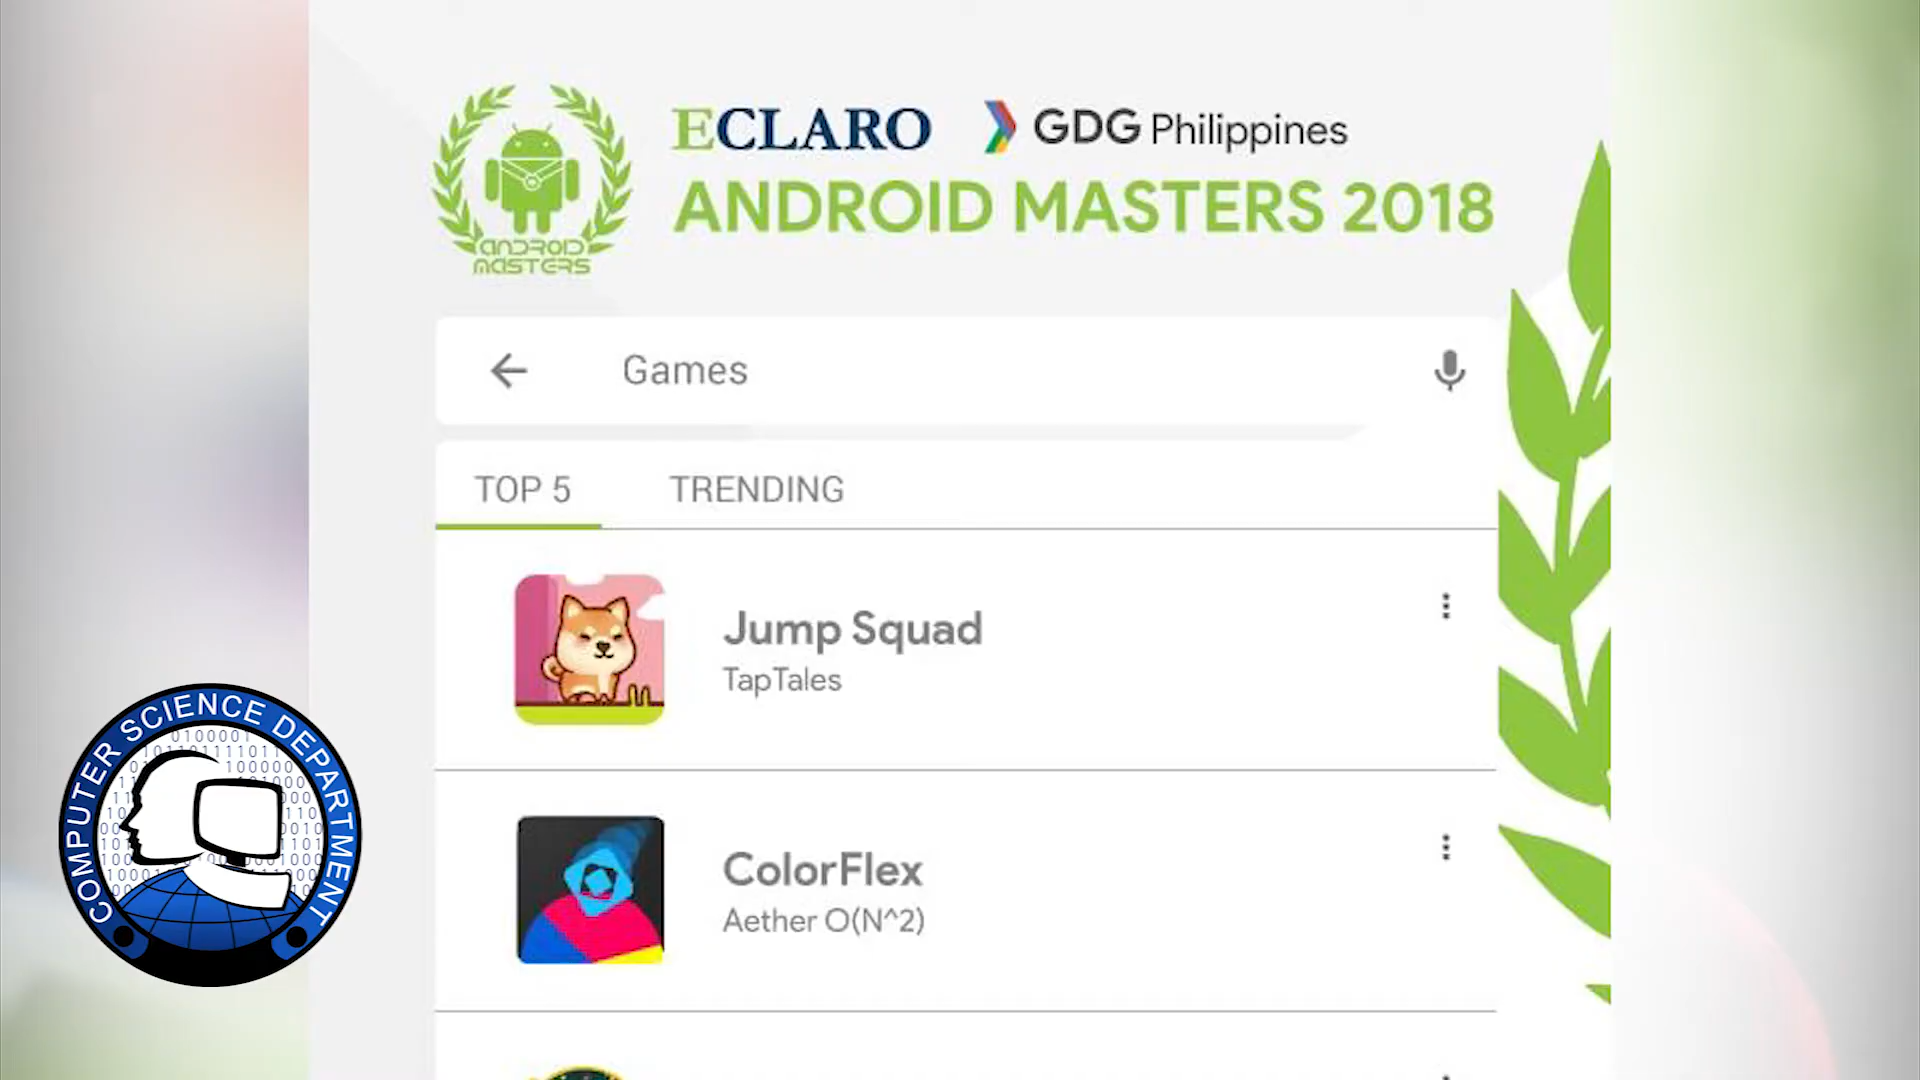 ECLARO
GDG Philippines
ANDROID MASTERS 2018
ANDROID
MASTERS
Games
TOP 5
TRENDING
Jump Squad
TapTales
ColorFlex
Aether O(N^2)
COMPUTER SCIENCE DEPARTMENT